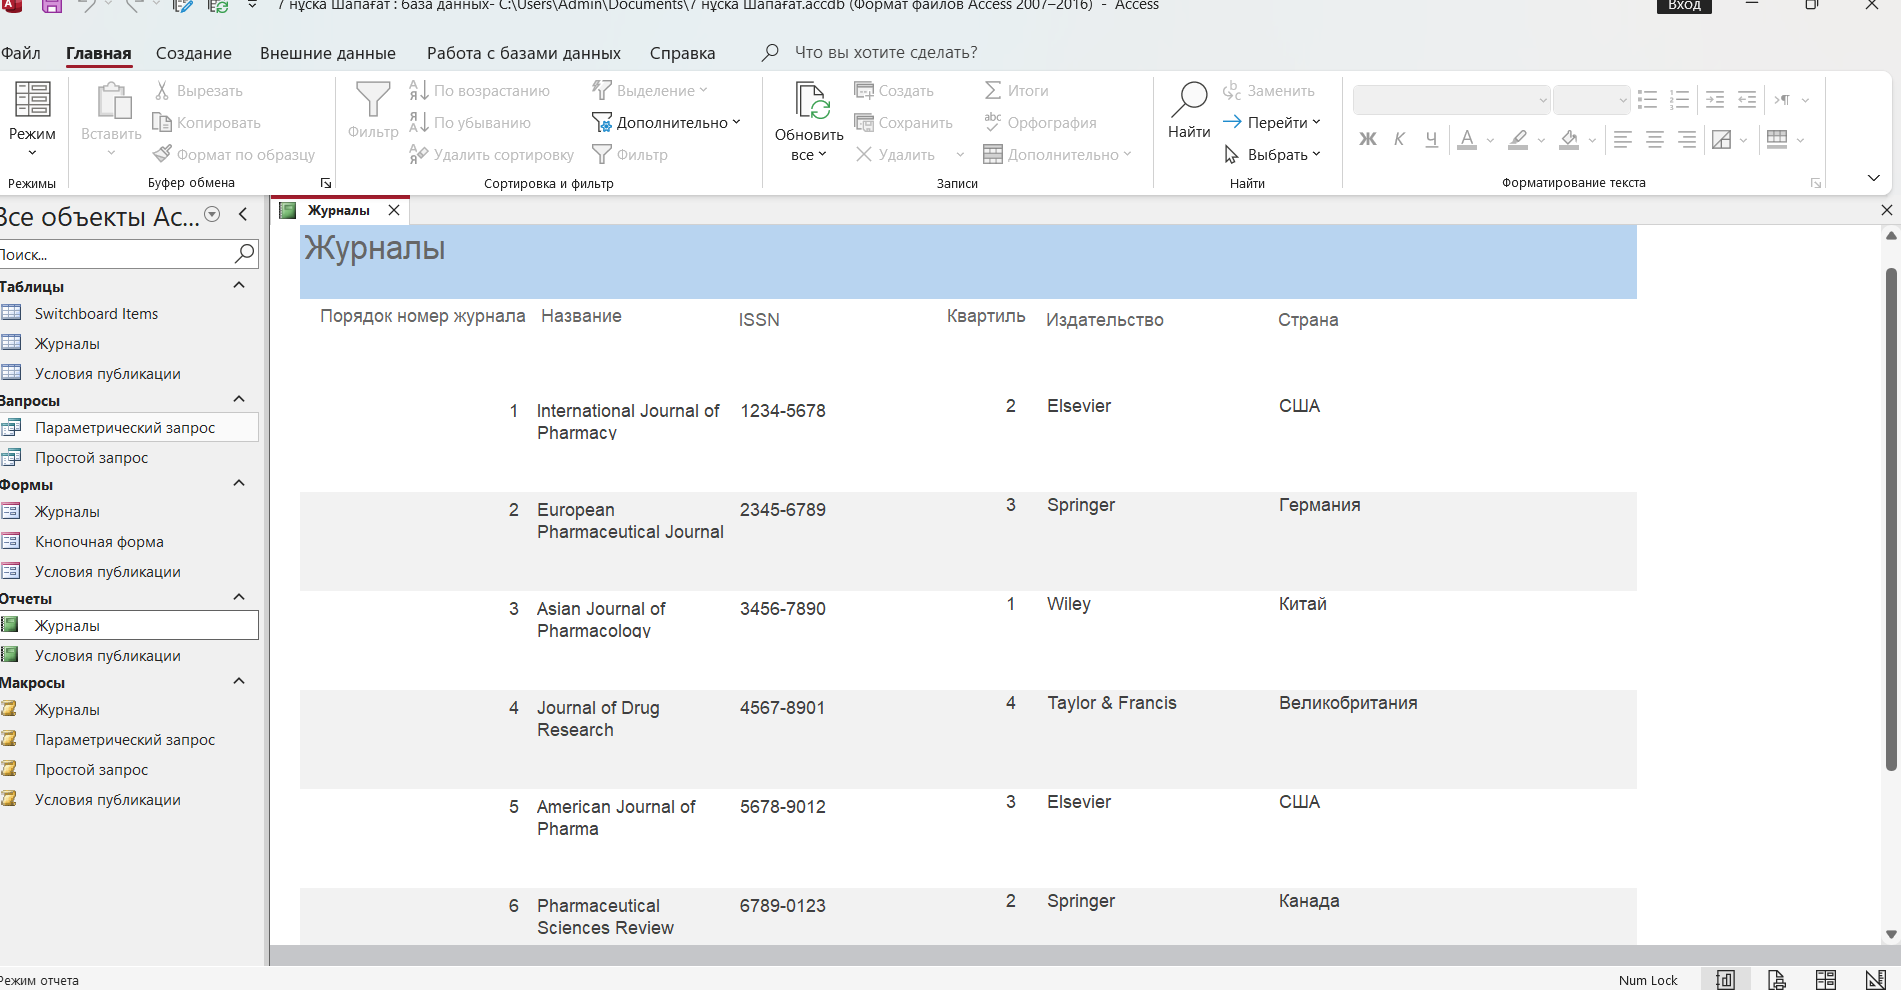 7 нұсқа Шапағат : база данных- C:\Users\Admin\Documents\7 нұсқа Шапағат.accdb (Формат файлов Access 2007–2016) - Access
Вход
Файл Главная Создание Внешние данные Работа с базами данных Справка Что вы хотите сделать?
Режим
Режимы
Вставить
Вырезать
Копировать
Формат по образцу
Буфер обмена
Фильтр
По возрастанию
По убыванию
Удалить сортировку
Выделение
Дополнительно
Фильтр
Сортировка и фильтр
Обновить
все
Создать
Сохранить
Удалить
Итоги
Орфография
Дополнительно
Записи
Найти
Заменить
Перейти
Выбрать
Найти
Ж К Ч А
Форматирование текста
Все объекты Ac...
Поиск...
Таблицы
Switchboard Items
Журналы
Условия публикации
Запросы
Параметрический запрос
Простой запрос
Формы
Журналы
Кнопочная форма
Условия публикации
Отчеты
Журналы
Условия публикации
Макросы
Журналы
Параметрический запрос
Простой запрос
Условия публикации
Журналы
Журналы
Порядок номер журнала Название ISSN Квартиль Издательство Страна
1 International Journal of Pharmacy 1234-5678 2 Elsevier США
2 European Pharmaceutical Journal 2345-6789 3 Springer Германия
3 Asian Journal of Pharmacology 3456-7890 1 Wiley Китай
4 Journal of Drug Research 4567-8901 4 Taylor & Francis Великобритания
5 American Journal of Pharma 5678-9012 3 Elsevier США
6 Pharmaceutical Sciences Review 6789-0123 2 Springer Канада
Режим отчета
Num Lock